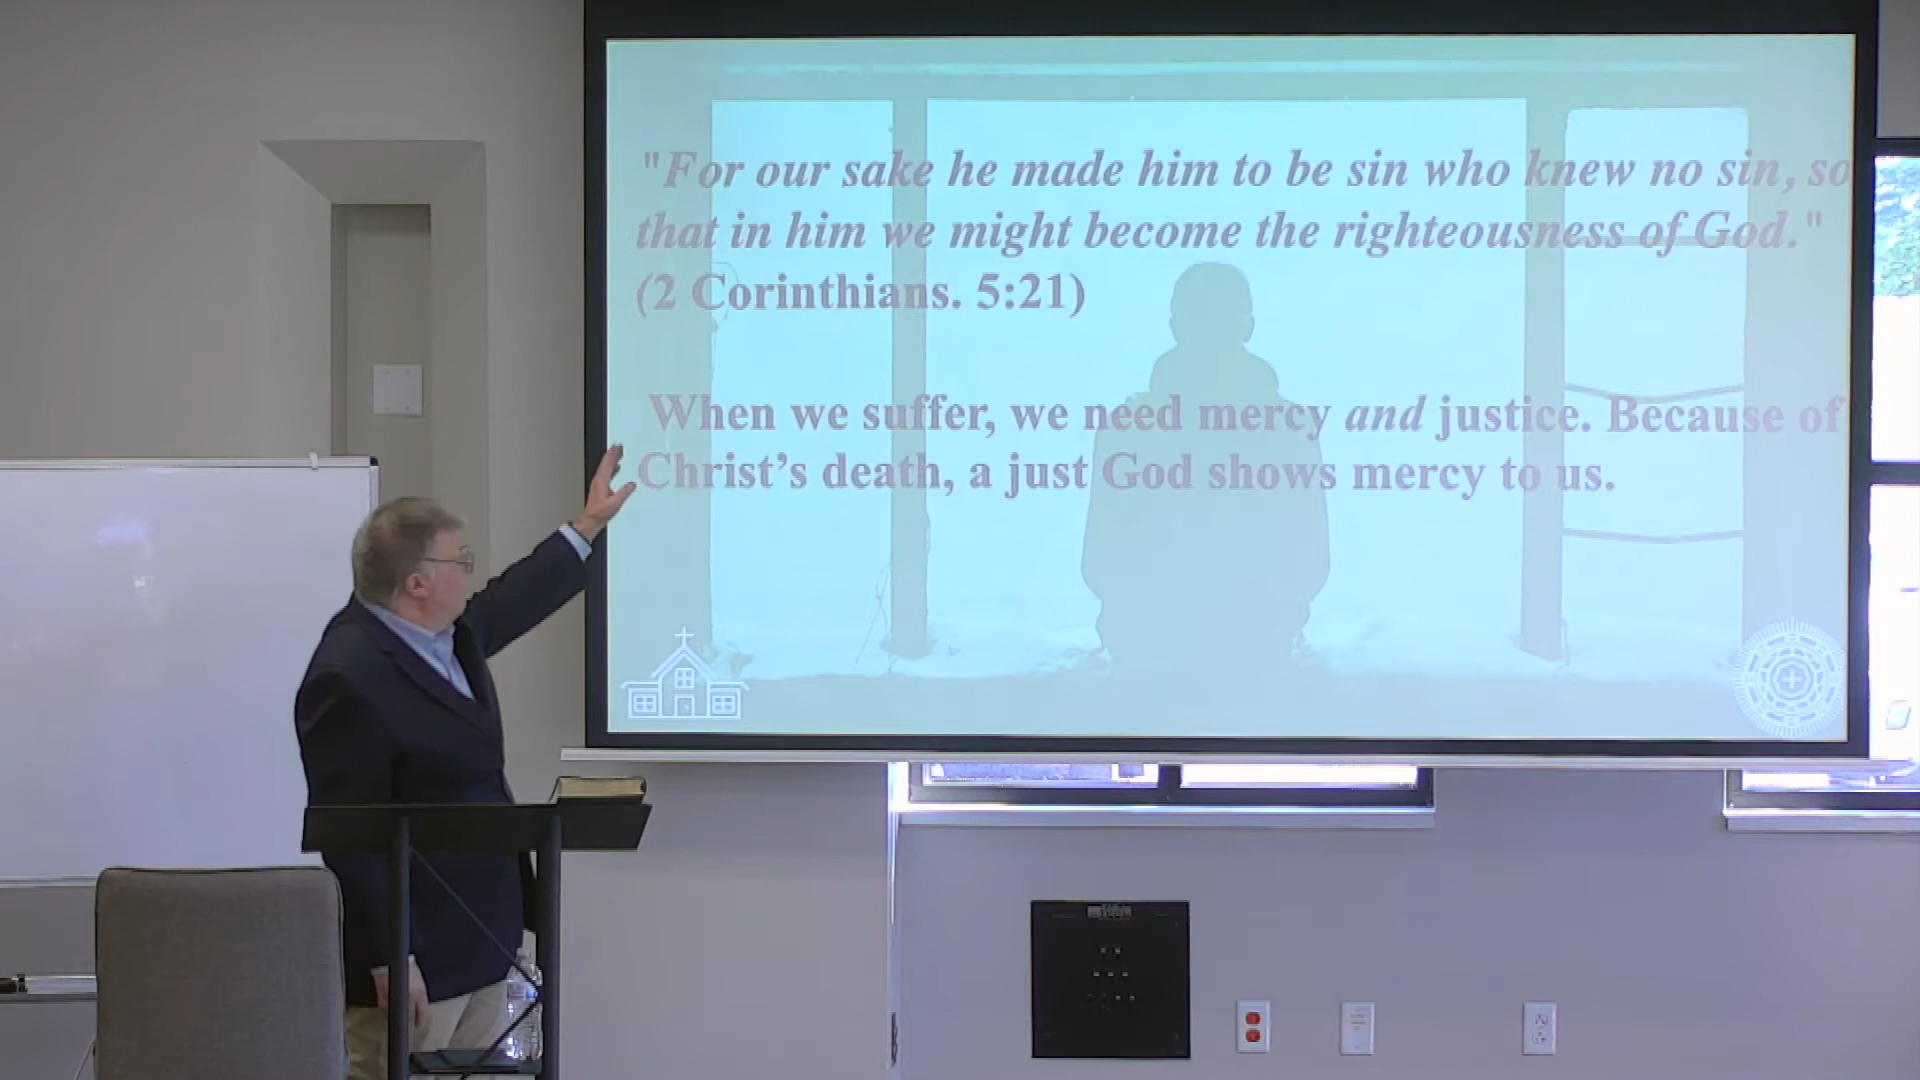 "For our sake he made him to be sin who knew no sin, so
that in him we might become the righteousness of God."
(2 Corinthians. 5:21)
When we suffer, we need mercy and justice. Because of
Christ’s death, a just God shows mercy to us.